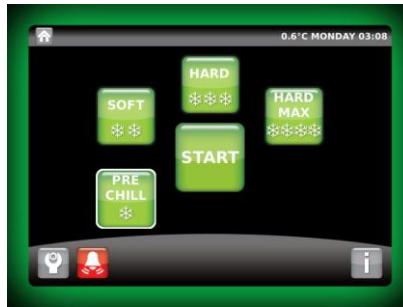 0.6°C MONDAY 03:08
HARD
SOFT
HARD
MAX
START
PRE
CHILL
i